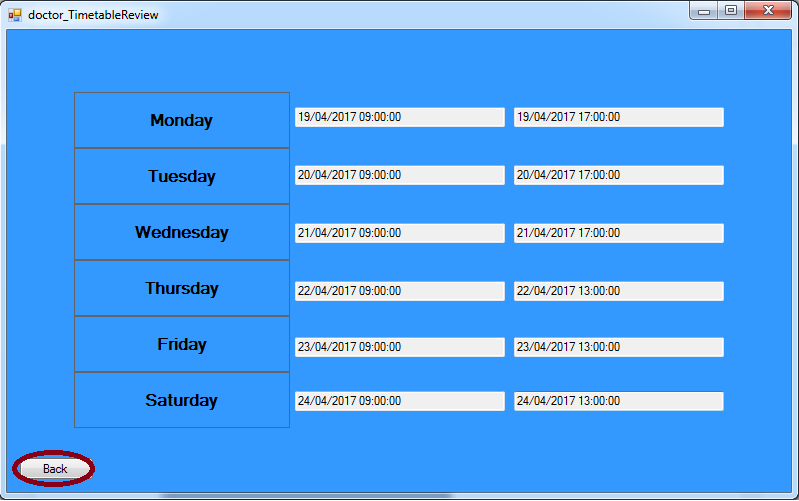 doctor_TimetableReview
Monday 19/04/2017 09:00:00 19/04/2017 17:00:00
Tuesday 20/04/2017 09:00:00 20/04/2017 17:00:00
Wednesday 21/04/2017 09:00:00 21/04/2017 17:00:00
Thursday 22/04/2017 09:00:00 22/04/2017 13:00:00
Friday 23/04/2017 09:00:00 23/04/2017 13:00:00
Saturday 24/04/2017 09:00:00 24/04/2017 13:00:00
Back